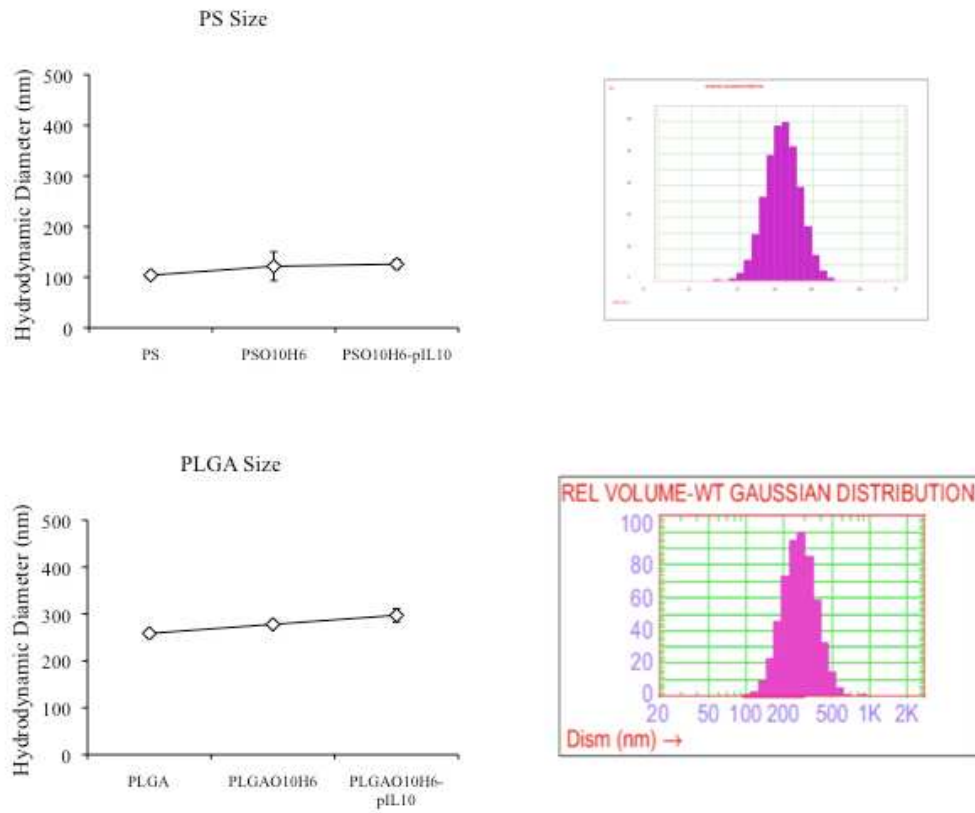 PS Size
Hydrodynamic Diameter (nm)
500
400
300
200
100
0
PS
PSO10H6
PSO10H6-pIL10
PLGA Size
Hydrodynamic Diameter (nm)
500
400
300
200
100
0
PLGA
PLGAO10H6
PLGAO10H6-
pIL10
REL VOLUME-WT GAUSSIAN DISTRIBUTION
100
80
60
40
20
0
20 50 100 200 500 1K 2K
Dism (nm) →